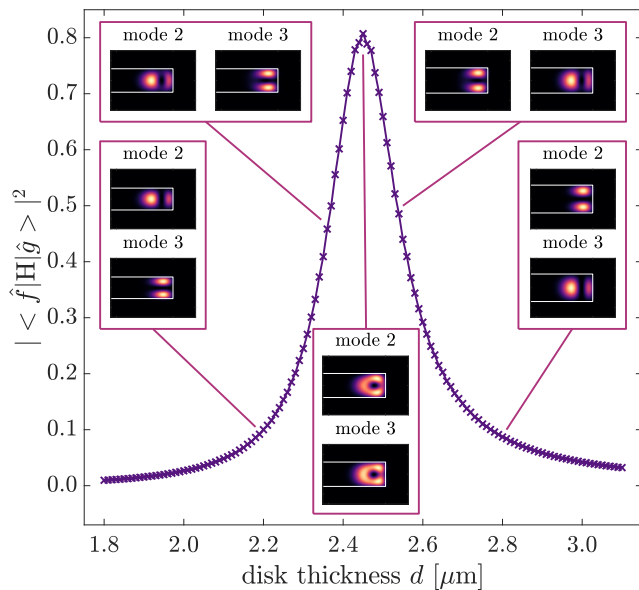 0.8
0.7
0.6
0.5
0.4
0.3
0.2
0.1
0.0
| < f̂|H|ĝ > |²
mode 2 mode 3
mode 2 mode 3
mode 2
mode 3
mode 2
mode 3
mode 2
mode 3
1.8 2.0 2.2 2.4 2.6 2.8 3.0
disk thickness d [μm]